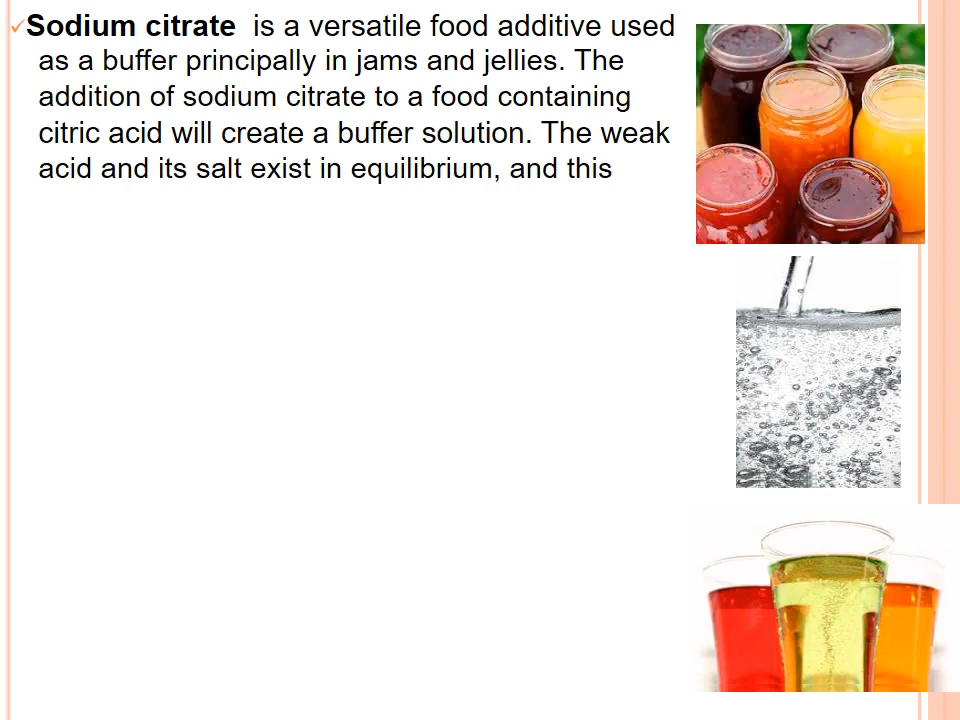 ✓Sodium citrate is a versatile food additive used
as a buffer principally in jams and jellies. The
addition of sodium citrate to a food containing
citric acid will create a buffer solution. The weak
acid and its salt exist in equilibrium, and this